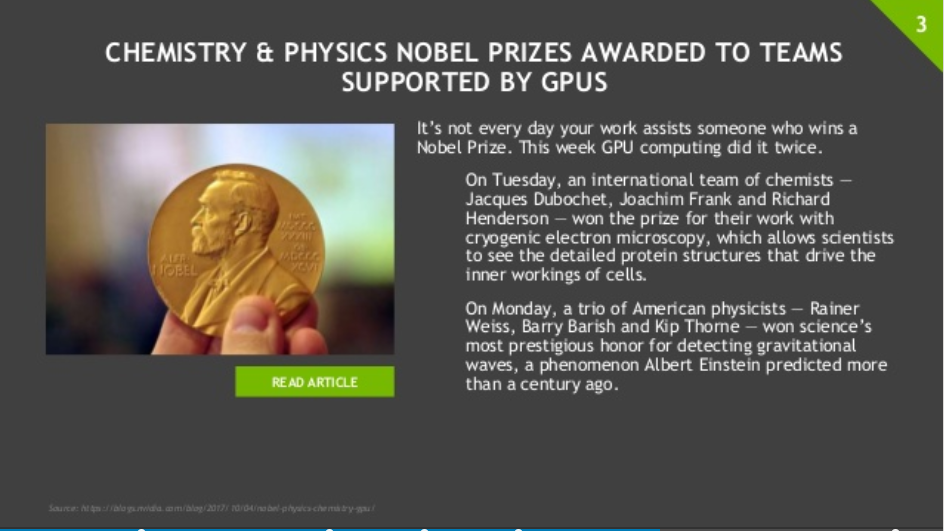 3
CHEMISTRY & PHYSICS NOBEL PRIZES AWARDED TO TEAMS
SUPPORTED BY GPUS
It's not every day your work assists someone who wins a
Nobel Prize. This week GPU computing did it twice.
On Tuesday, an international team of chemists —
Jacques Dubochet, Joachim Frank and Richard
Henderson — won the prize for their work with
cryogenic electron microscopy, which allows scientists
to see the detailed protein structures that drive the
inner workings of cells.
On Monday, a trio of American physicists — Rainer
Weiss, Barry Barish and Kip Thorne — won science's
most prestigious honor for detecting gravitational
waves, a phenomenon Albert Einstein predicted more
than a century ago.
NOBEL
READ ARTICLE
Source: https://blogs.nvidia.com/blog/2017/10/04/nobel-physics-chemistry-gpu/